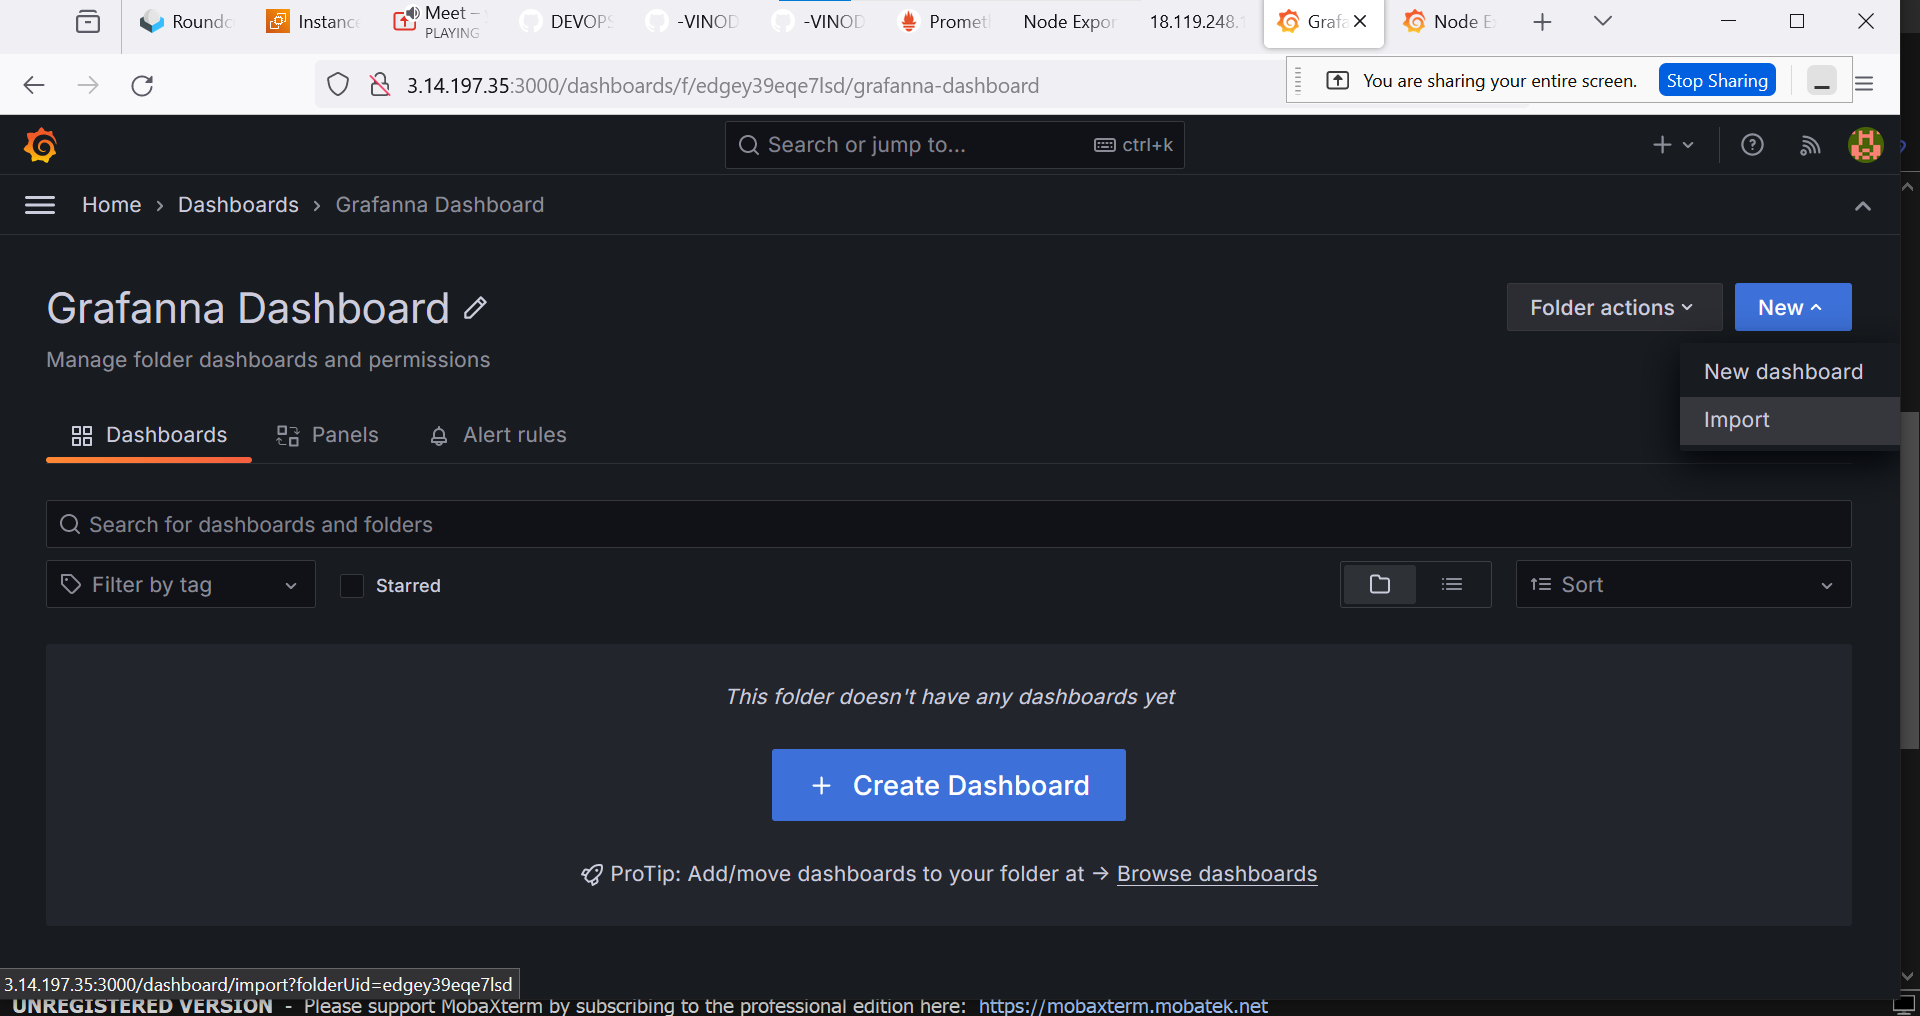 Roundc
Instance
Meet –
PLAYING
DEVOPS
-VINOD
-VINOD
Promet
Node Expor
18.119.248.1
Grafa
Node E
3.14.197.35:3000/dashboards/f/edgey39eqe7lsd/grafanna-dashboard
You are sharing your entire screen.
Stop Sharing
Search or jump to...
ctrl+k
Home › Dashboards › Grafanna Dashboard
Grafanna Dashboard
Folder actions
New
Manage folder dashboards and permissions
New dashboard
Import
Dashboards
Panels
Alert rules
Search for dashboards and folders
Filter by tag
Starred
Sort
This folder doesn't have any dashboards yet
+ Create Dashboard
ProTip: Add/move dashboards to your folder at → Browse dashboards
3.14.197.35:3000/dashboard/import?folderUid=edgey39eqe7lsd
UNREGISTERED VERSION - Please support MobaXterm by subscribing to the professional edition here: https://mobaxterm.mobatek.net